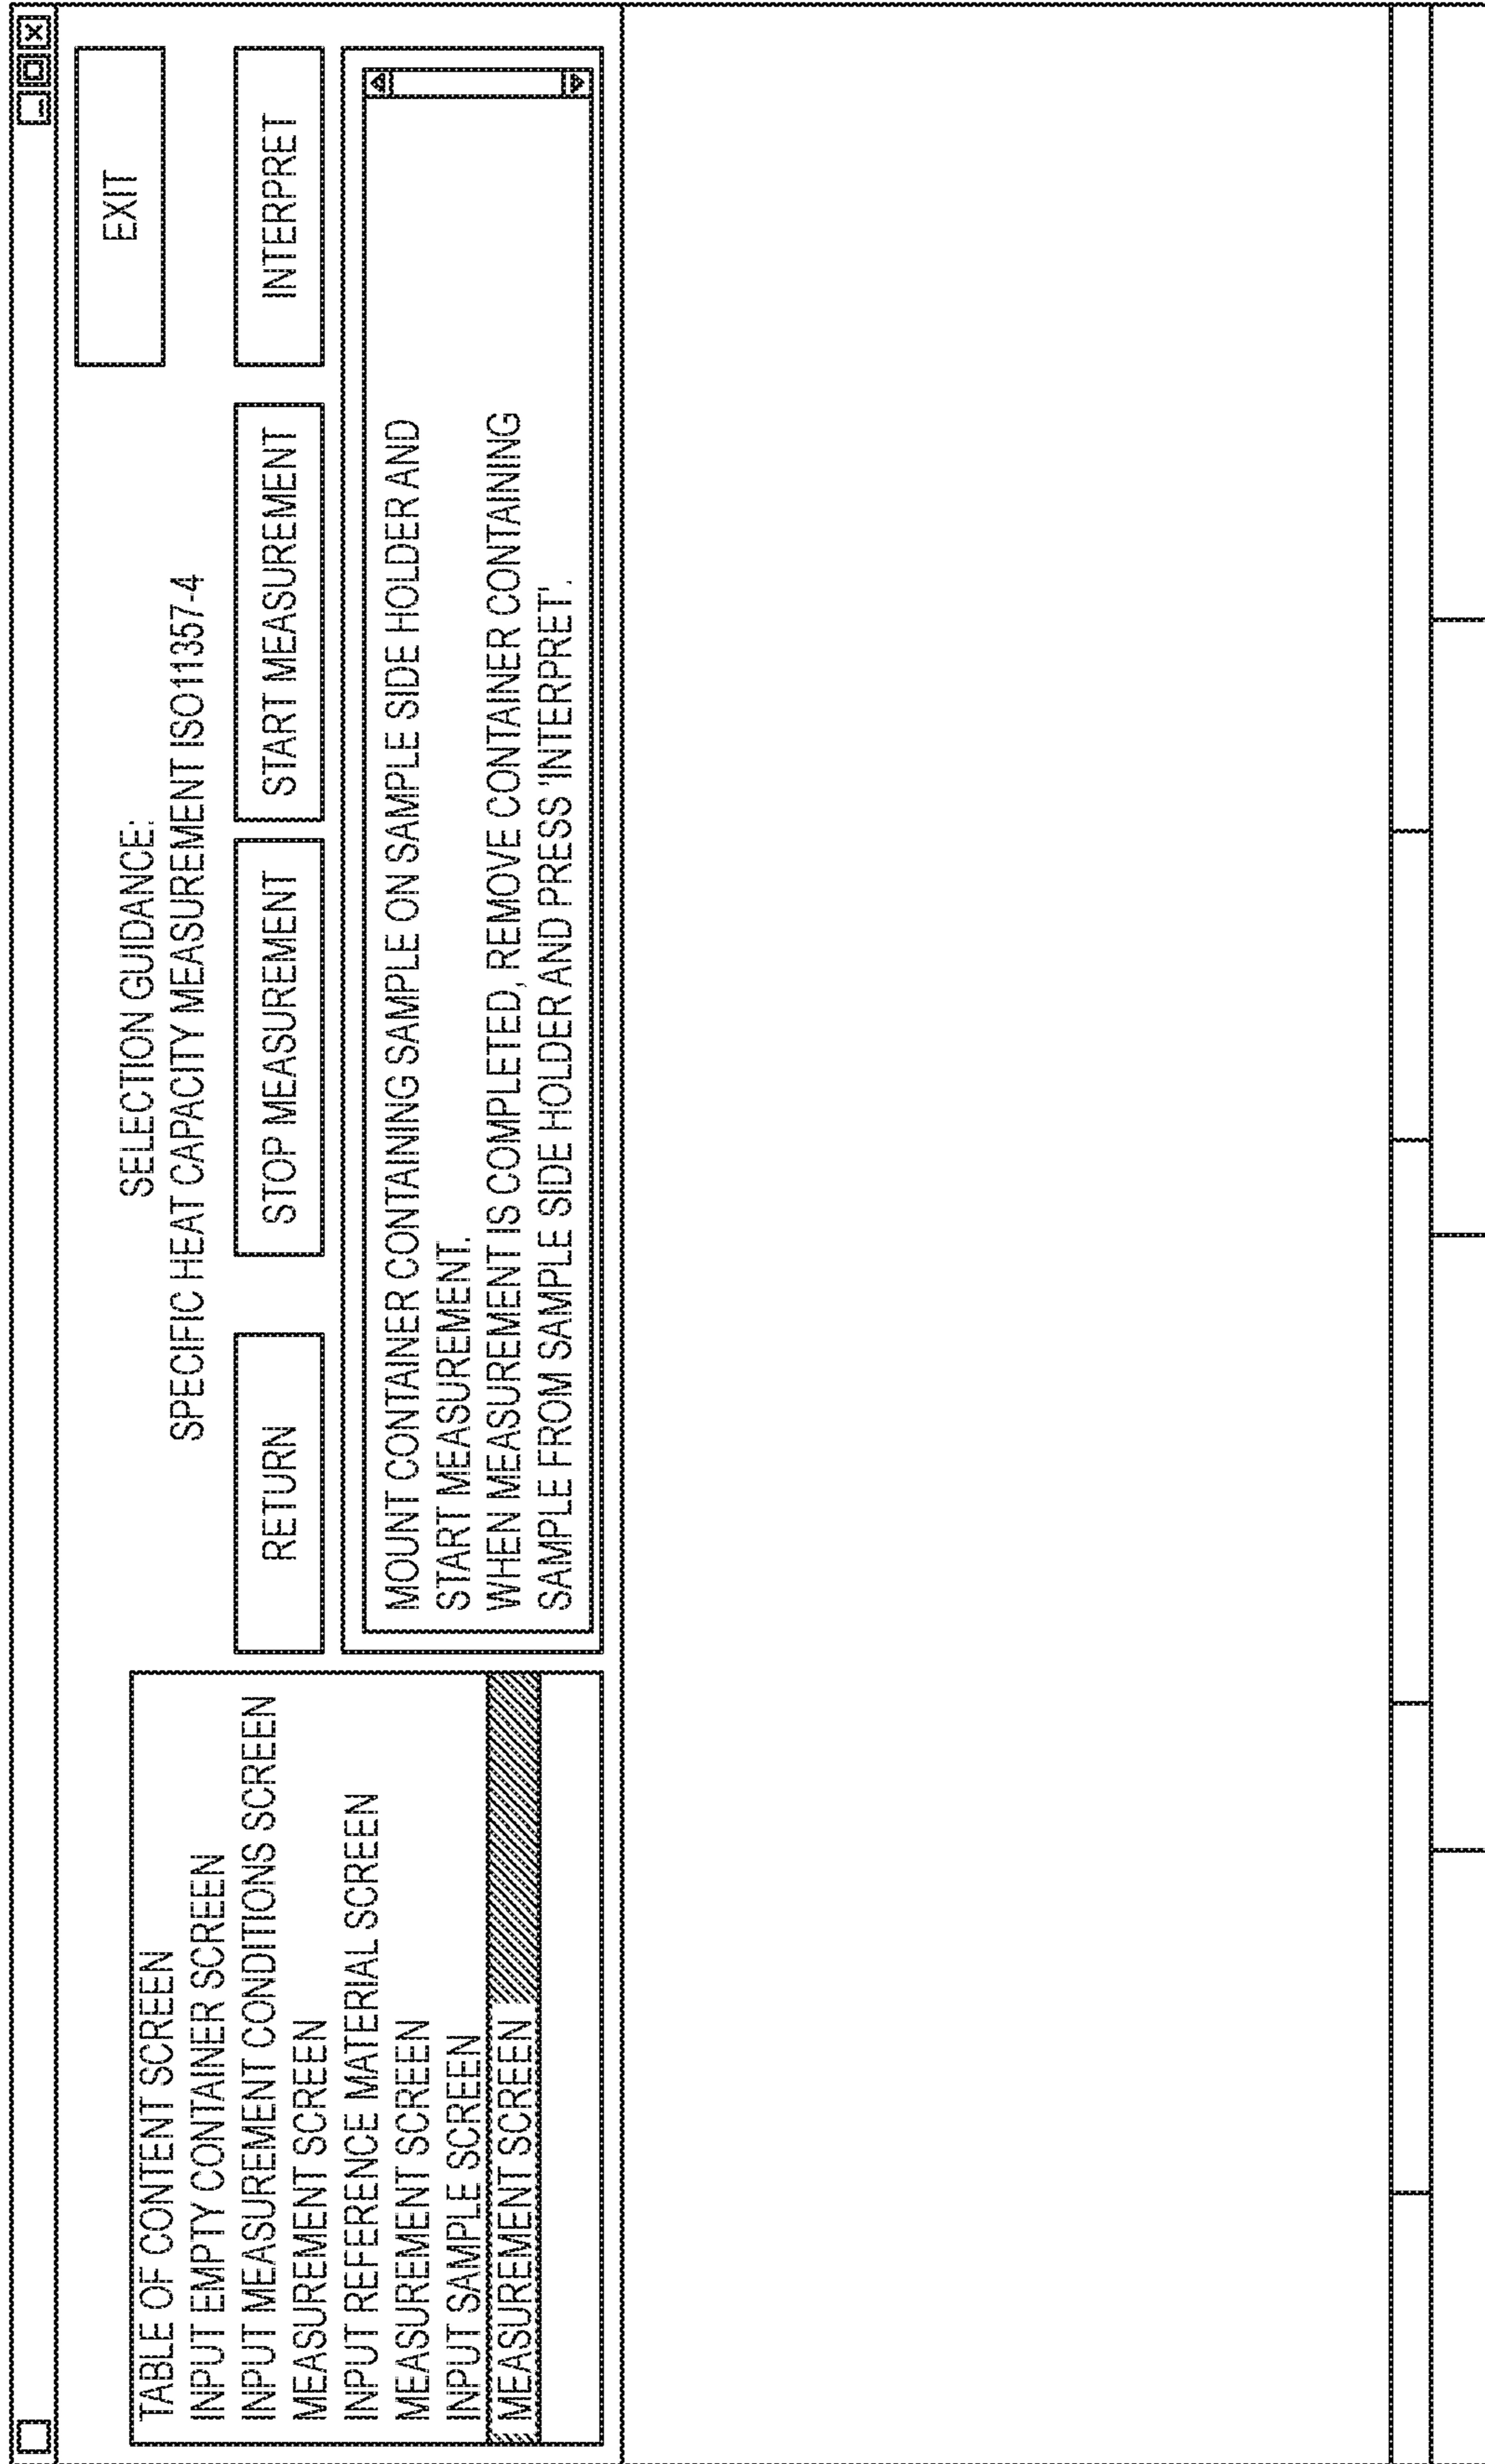 SELECTION GUIDANCE:
SPECIFIC HEAT CAPACITY MEASUREMENT ISO11357-4
EXIT
TABLE OF CONTENT SCREEN
INPUT EMPTY CONTAINER SCREEN
INPUT MEASUREMENT CONDITIONS SCREEN
MEASUREMENT SCREEN
INPUT REFERENCE MATERIAL SCREEN
MEASUREMENT SCREEN
INPUT SAMPLE SCREEN
MEASUREMENT SCREEN
RETURN
STOP MEASUREMENT
START MEASUREMENT
INTERPRET
MOUNT CONTAINER CONTAINING SAMPLE ON SAMPLE SIDE HOLDER AND
START MEASUREMENT.
WHEN MEASUREMENT IS COMPLETED, REMOVE CONTAINER CONTAINING
SAMPLE FROM SAMPLE SIDE HOLDER AND PRESS 'INTERPRET'.